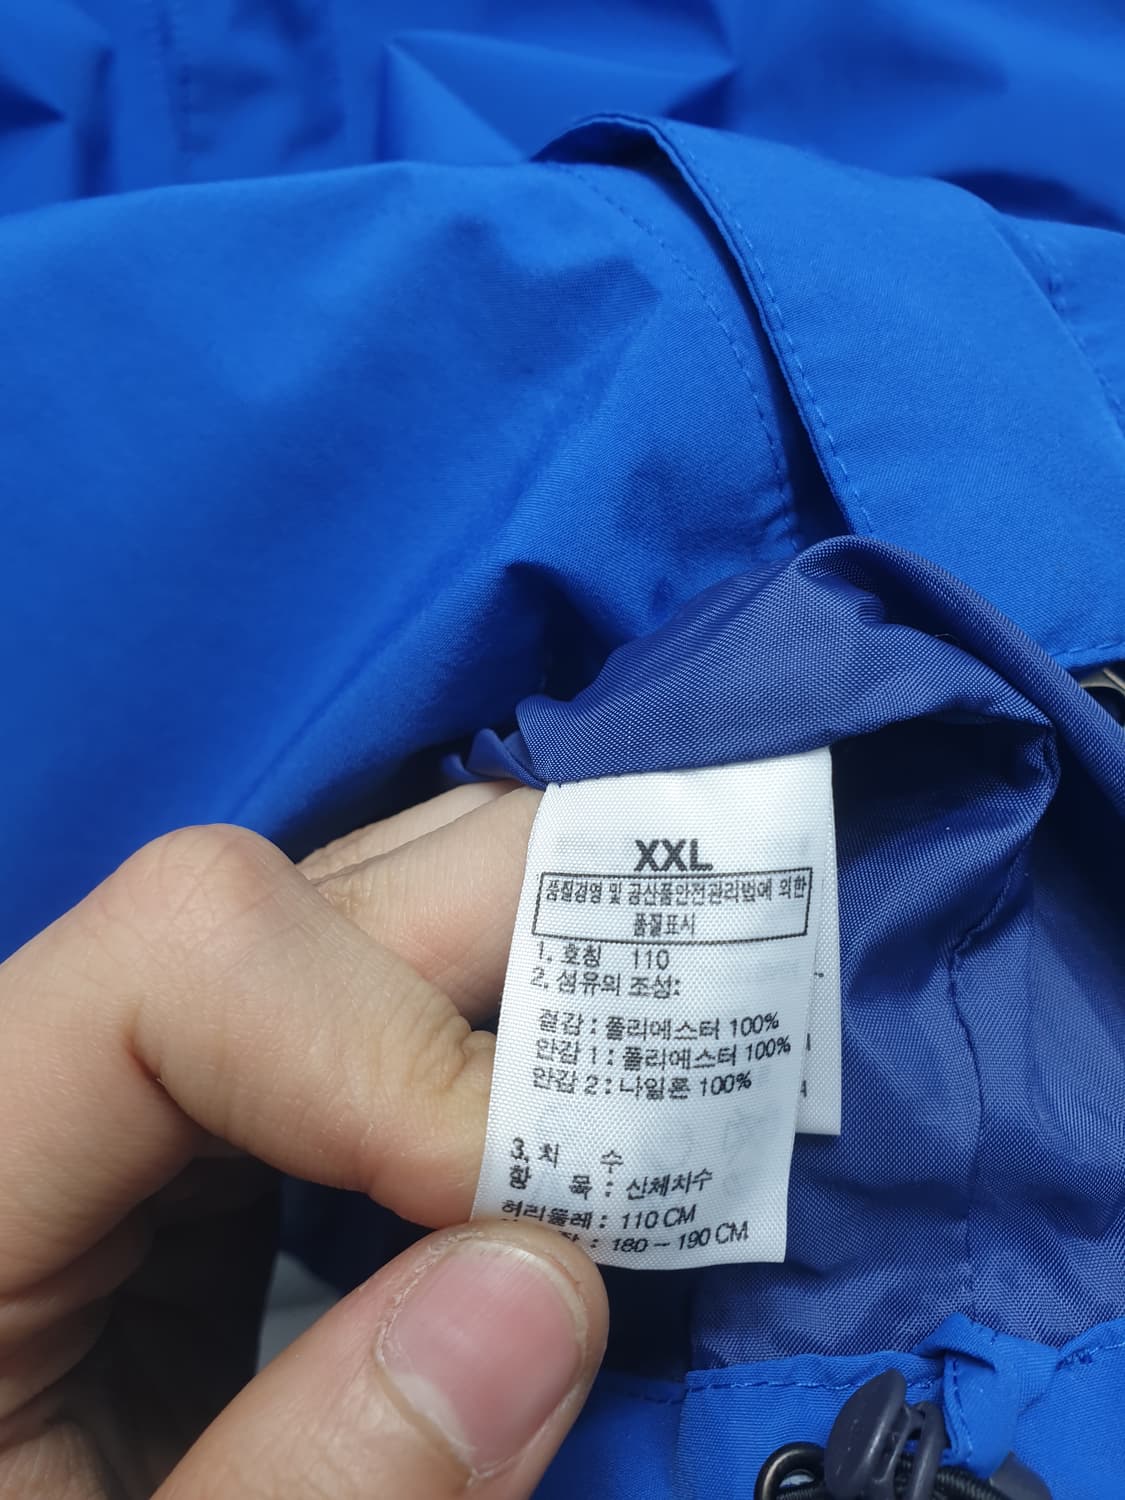 XXL
품질경영 및 공산품안전관리법에 의한
품질표시
1. 호칭 110
2. 섬유의 조성:
겉감 : 폴리에스터 100%
안감 1 : 폴리에스터 100%
안감 2 : 나일론 100%
3. 치 수
항 목 : 신체치수
허리둘레 : 110 CM
: 180 - 190 CM